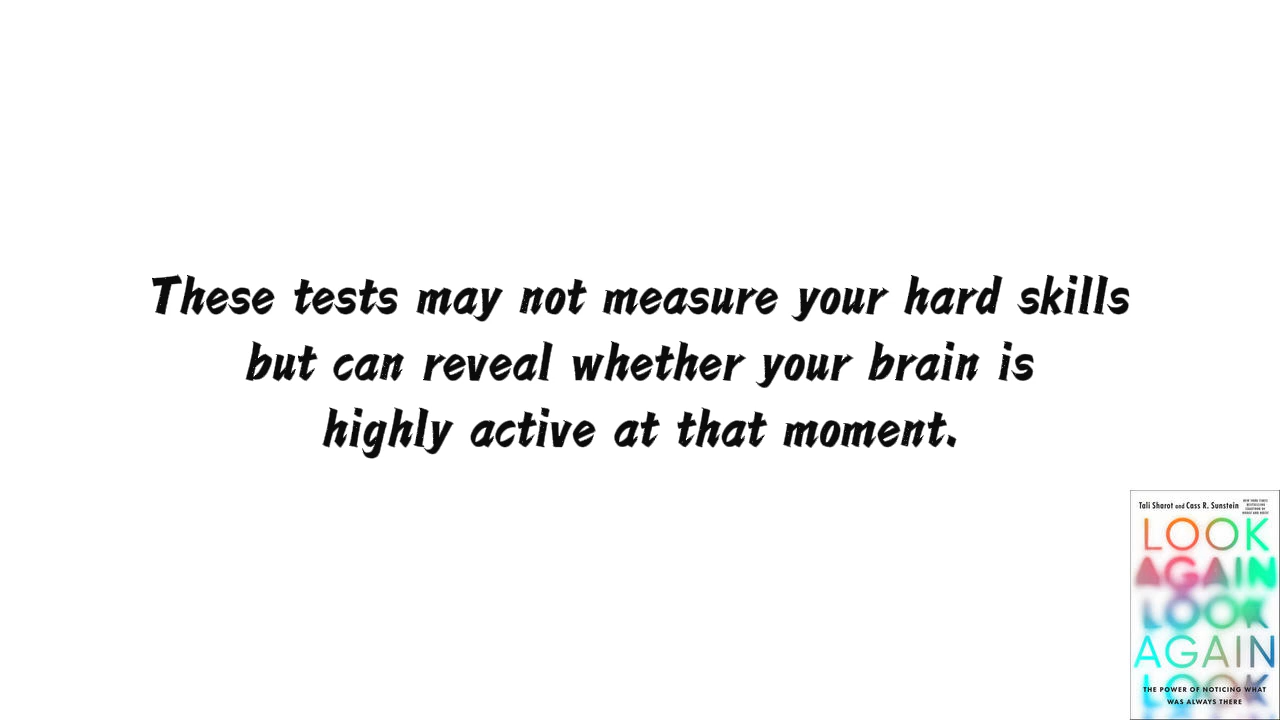 These tests may not measure your hard skills
but can reveal whether your brain is
highly active at that moment.
Tali Sharot and Cass R. Sunstein
LOOK
AGAIN
LOOK
AGAIN
LOOK
THE POWER OF NOTICING WHAT
WAS ALWAYS THERE